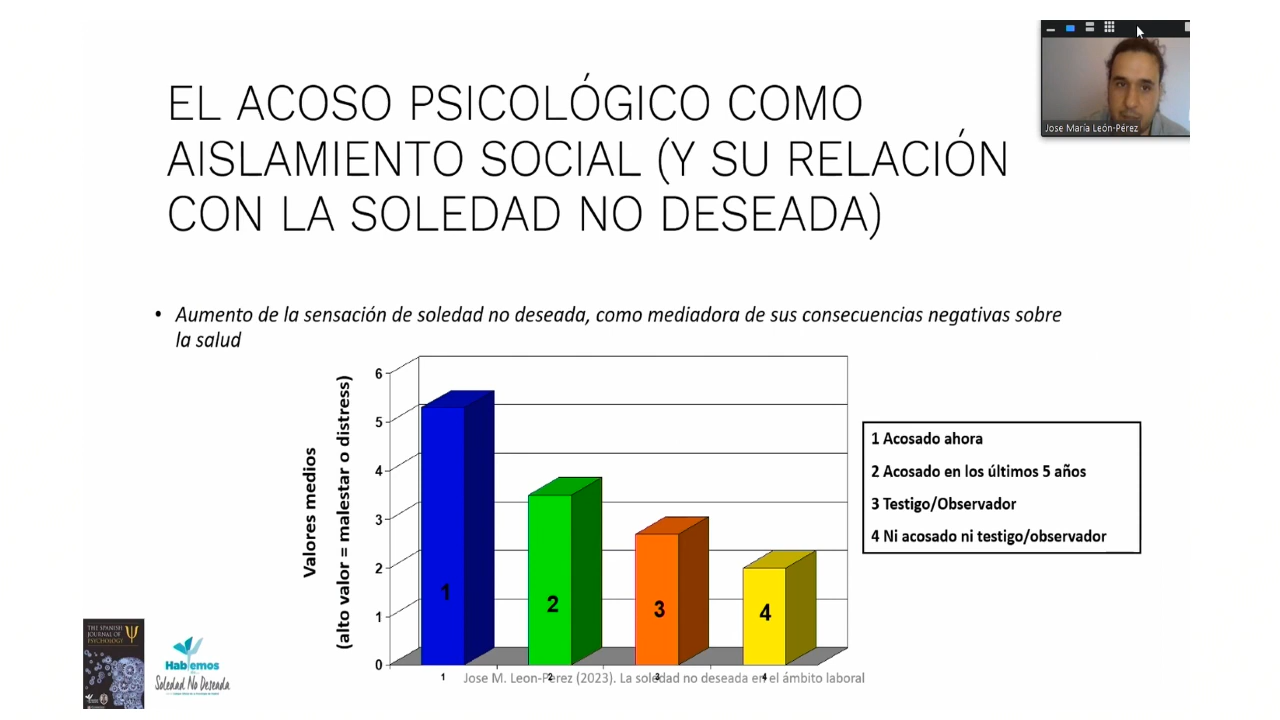 Jose María León-Pérez
EL ACOSO PSICOLÓGICO COMO
AISLAMIENTO SOCIAL (Y SU RELACIÓN
CON LA SOLEDAD NO DESEADA)
• Aumento de la sensación de soledad no deseada, como mediadora de sus consecuencias negativas sobre
la salud
Valores medios
(alto valor = malestar o distress)
6
5
4
3
2
1
0
1
2
3
4
1
2
3
4
1 Acosado ahora
2 Acosado en los últimos 5 años
3 Testigo/Observador
4 Ni acosado ni testigo/observador
THE SPANISH
JOURNAL OF
PSYCHOLOGY
Hablemos
Soledad No Deseada
Jose M. Leon-Perez (2023). La soledad no deseada en el ámbito laboral